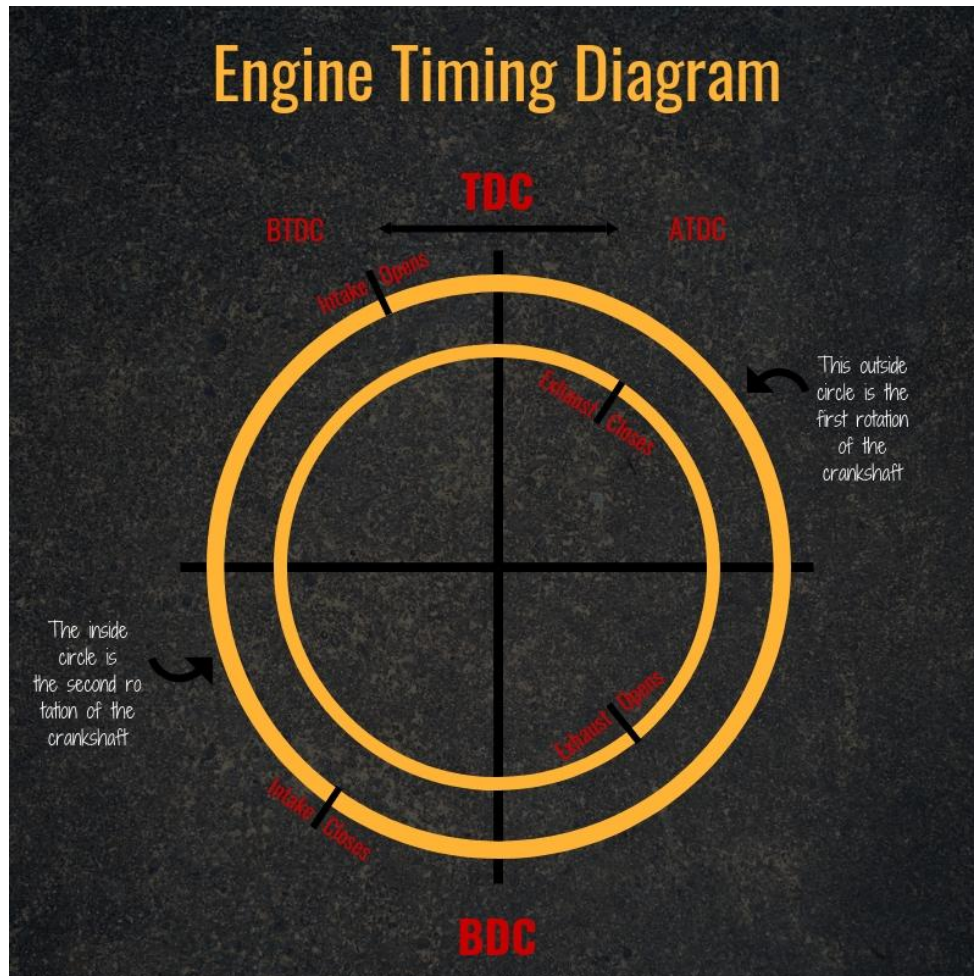 Engine Timing Diagram
TDC
BTDC
ATDC
Intake Opens
Exhaust Closes
This outside
circle is the
first rotation
of the
crankshaft
The inside
circle is
the second ro
tation of the
crankshaft
Exhaust Opens
Intake Closes
BDC